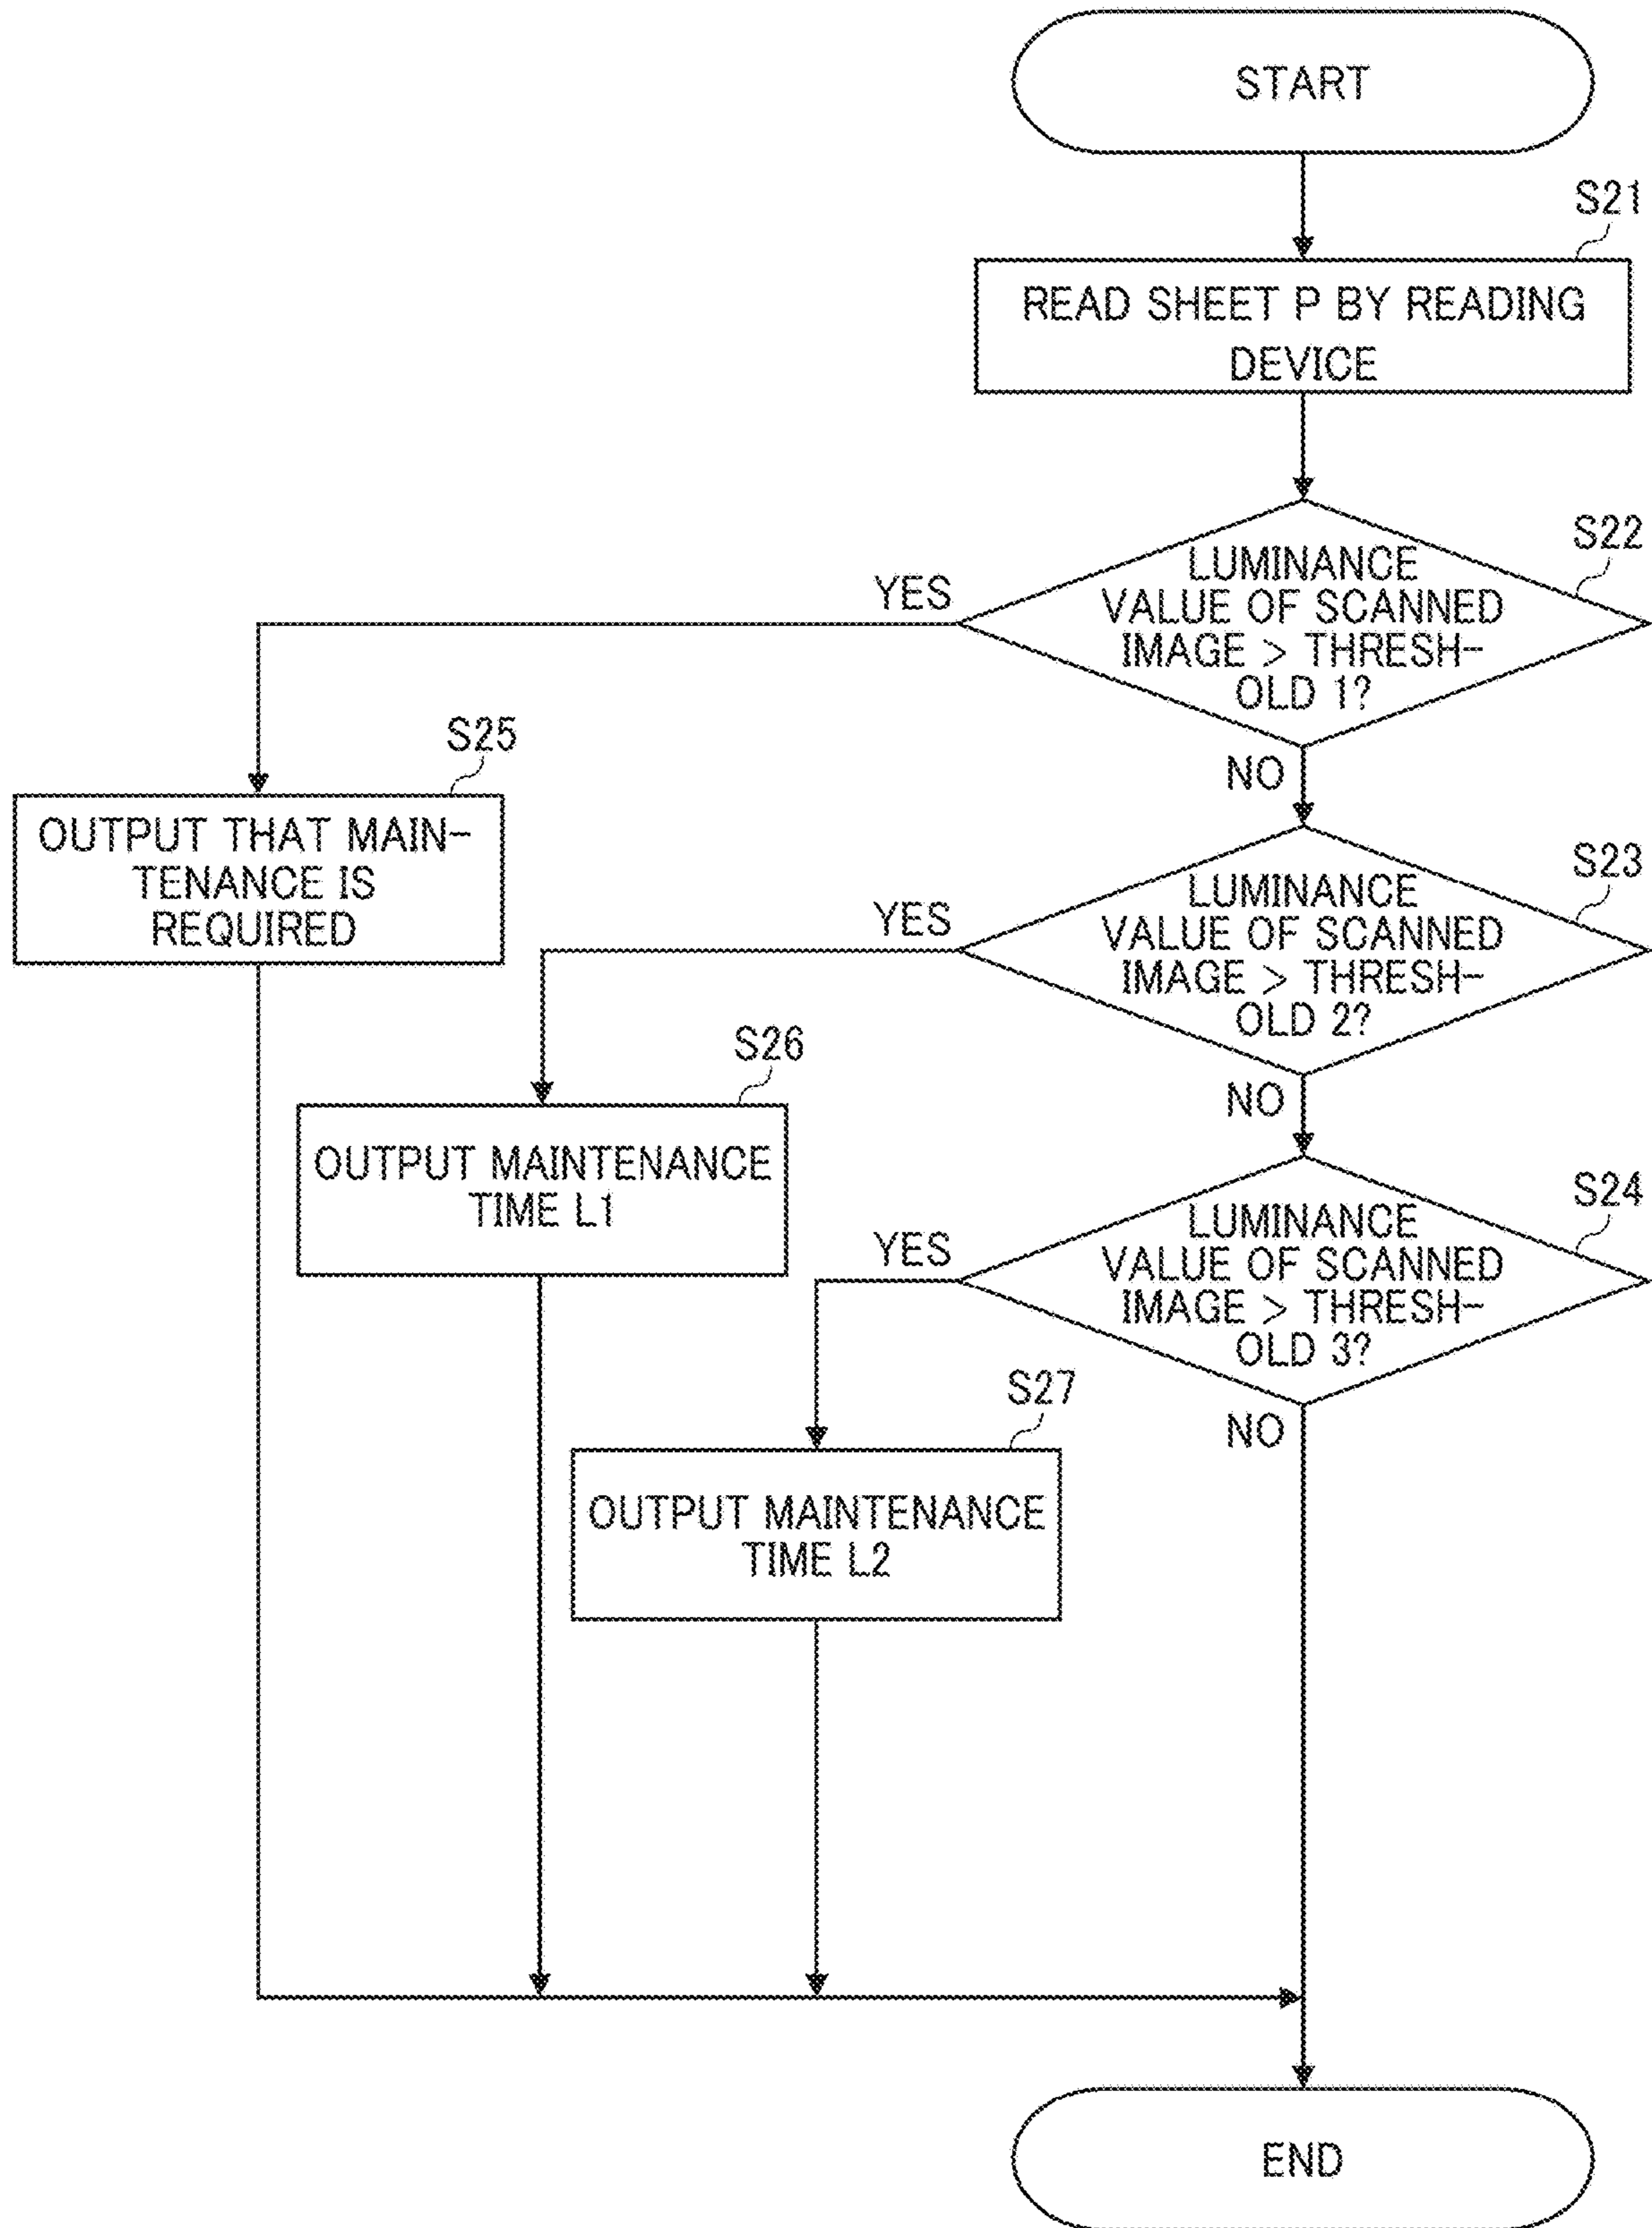 START
S21
READ SHEET P BY READING
DEVICE
S22
LUMINANCE
VALUE OF SCANNED
IMAGE > THRESH-
OLD 1?
YES
NO
S25
OUTPUT THAT MAIN-
TENANCE IS
REQUIRED
S23
LUMINANCE
VALUE OF SCANNED
IMAGE > THRESH-
OLD 2?
YES
NO
S26
OUTPUT MAINTENANCE
TIME L1
S24
LUMINANCE
VALUE OF SCANNED
IMAGE > THRESH-
OLD 3?
YES
NO
S27
OUTPUT MAINTENANCE
TIME L2
END